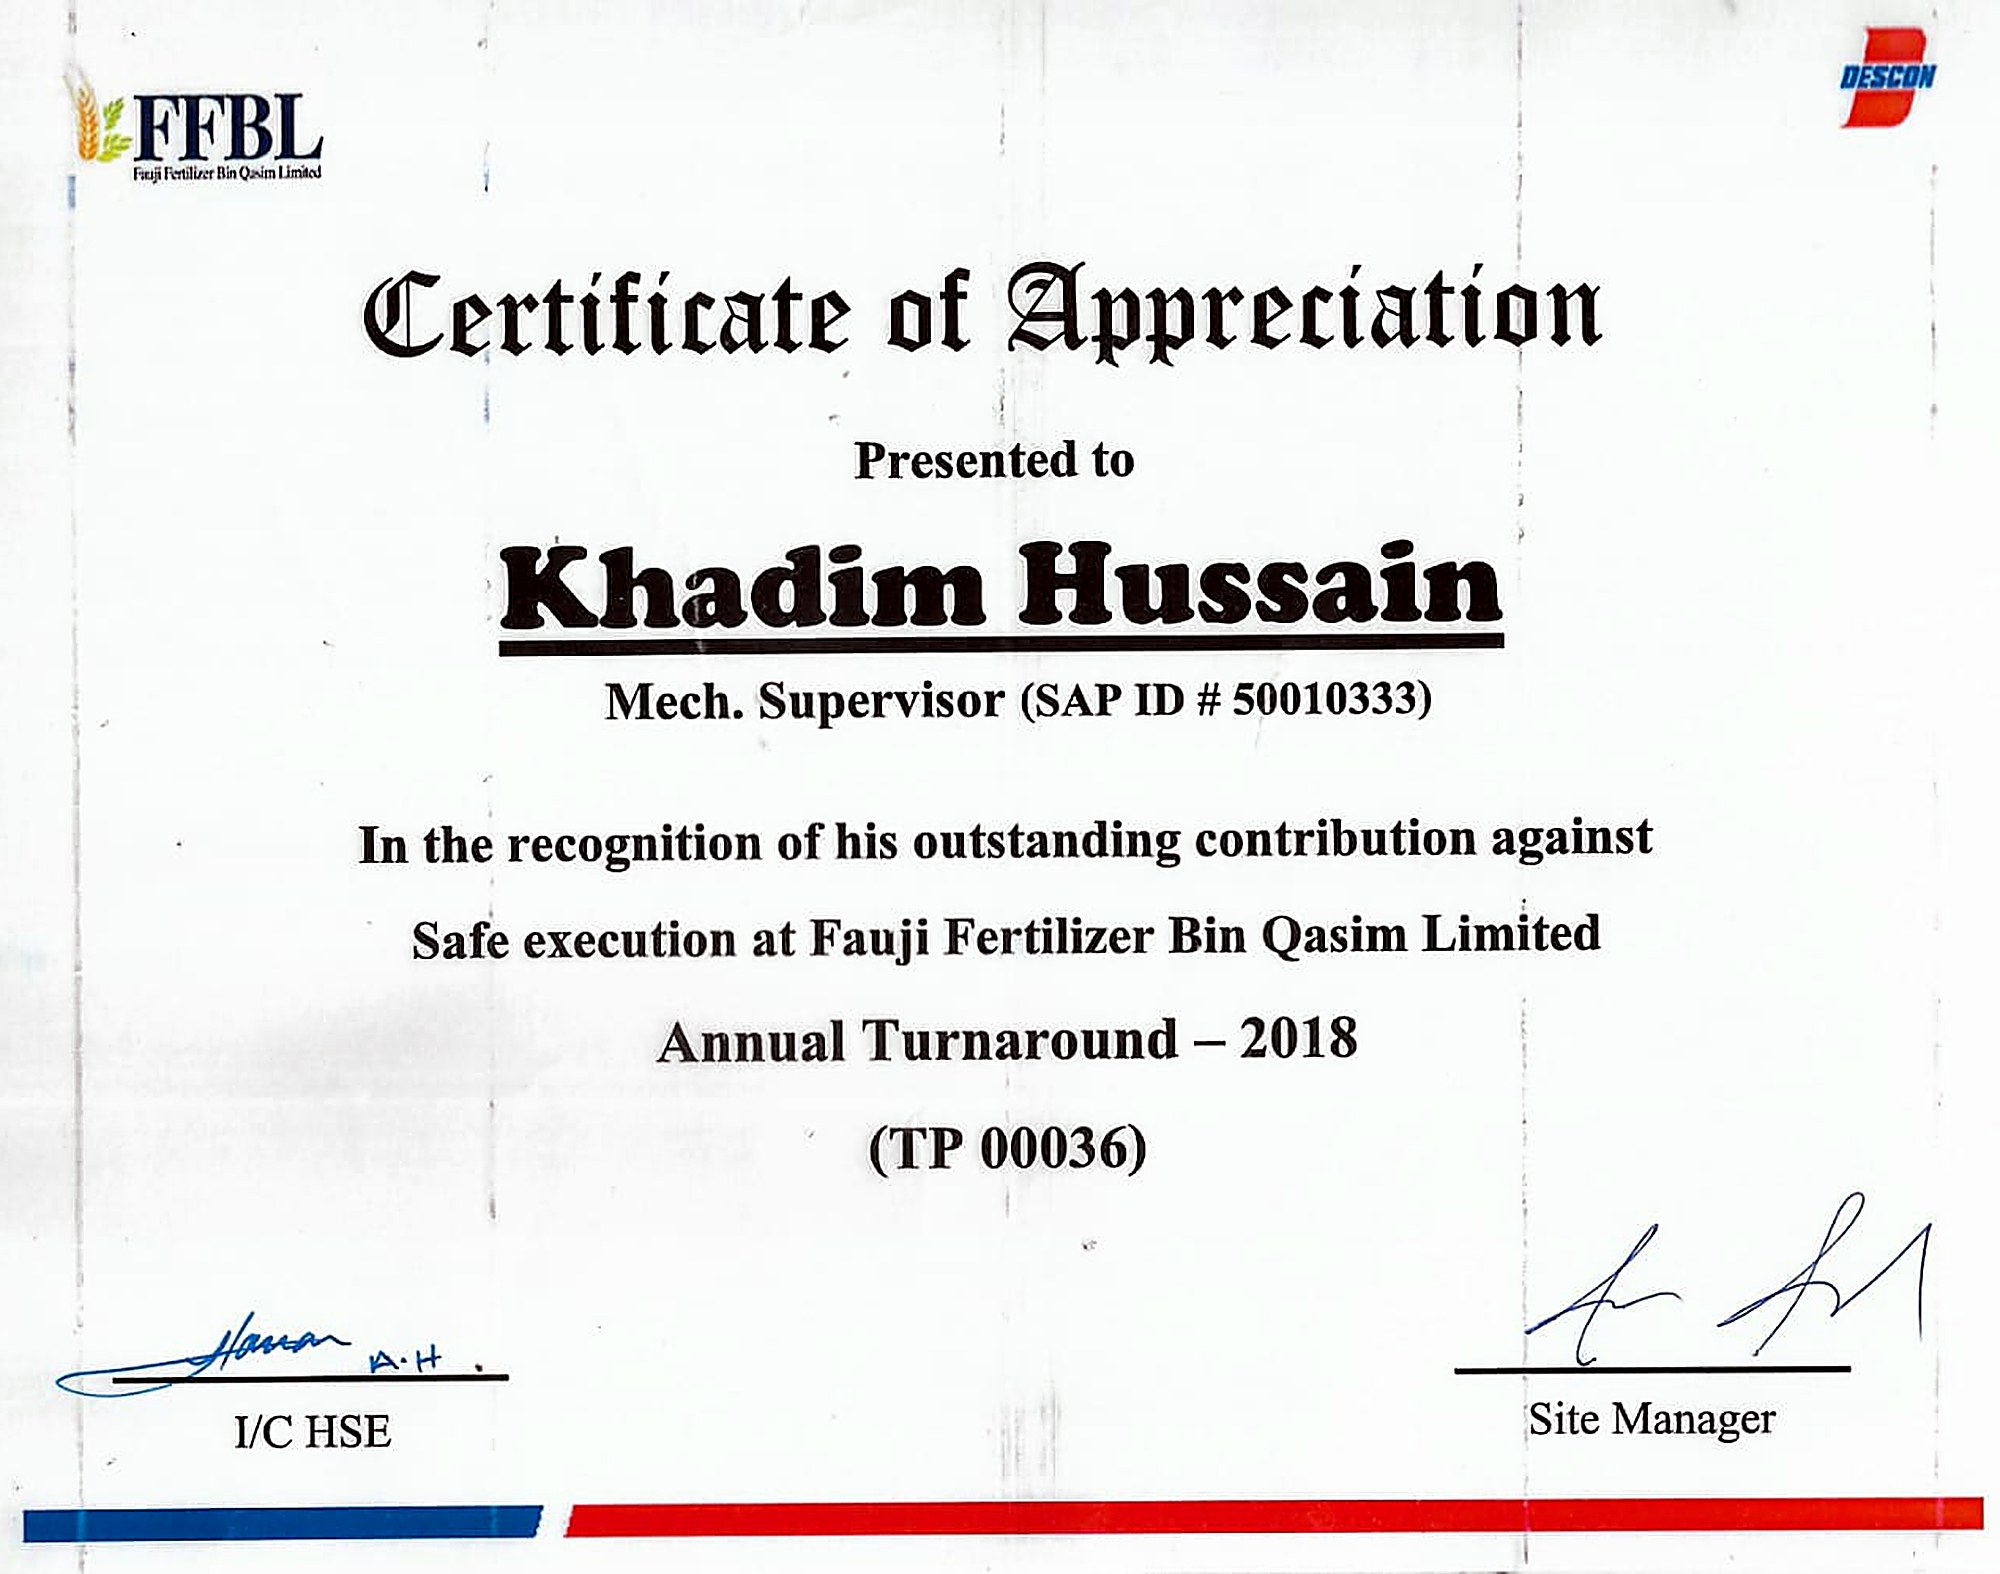 FFBL
Fauji Fertilizer Bin Qasim Limited
DESCON
Certificate of Appreciation
Presented to
Khadim Hussain
Mech. Supervisor (SAP ID # 50010333)
In the recognition of his outstanding contribution against
Safe execution at Fauji Fertilizer Bin Qasim Limited
Annual Turnaround – 2018
(TP 00036)
A.H
I/C HSE
Site Manager